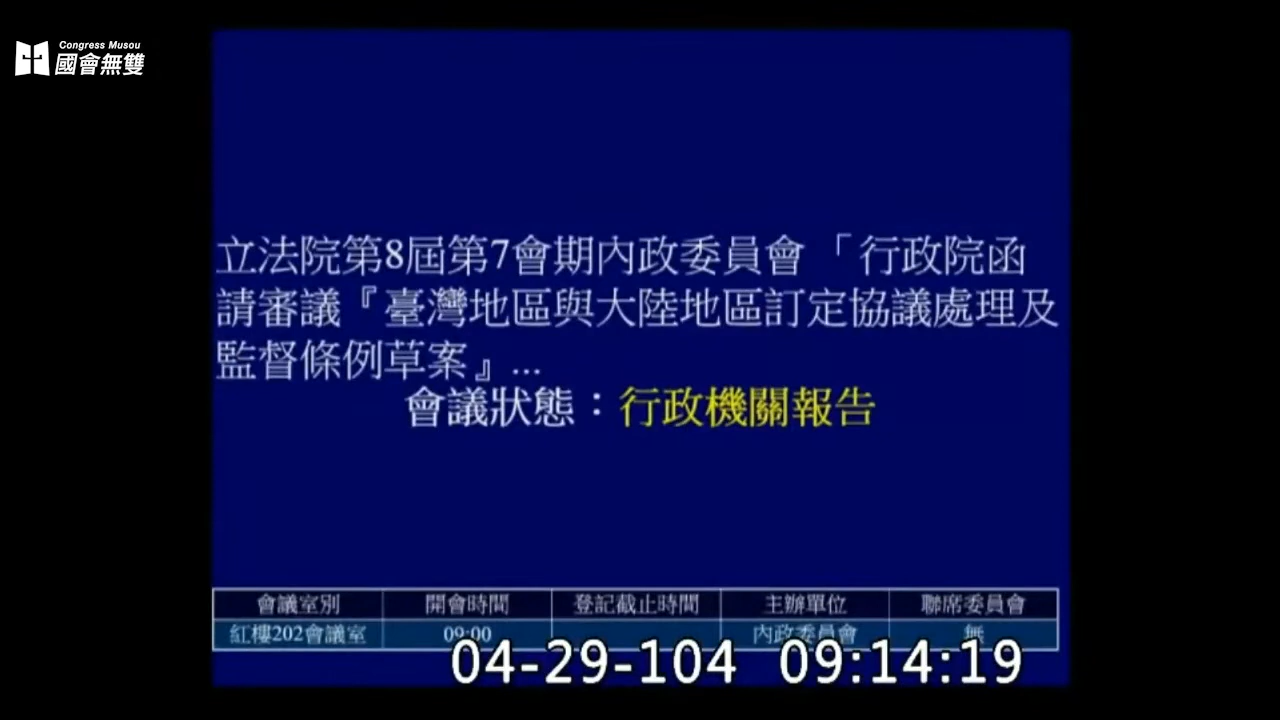 Congress Musou
國會無雙
立法院第8屆第7會期內政委員會 「行政院函
請審議『臺灣地區與大陸地區訂定協議處理及
監督條例草案』...
會議狀態：行政機關報告
會議室別 開會時間 登記截止時間 主辦單位 聯席委員會
紅樓202會議室 09:00 內政委員會 無
04-29-104 09:14:19